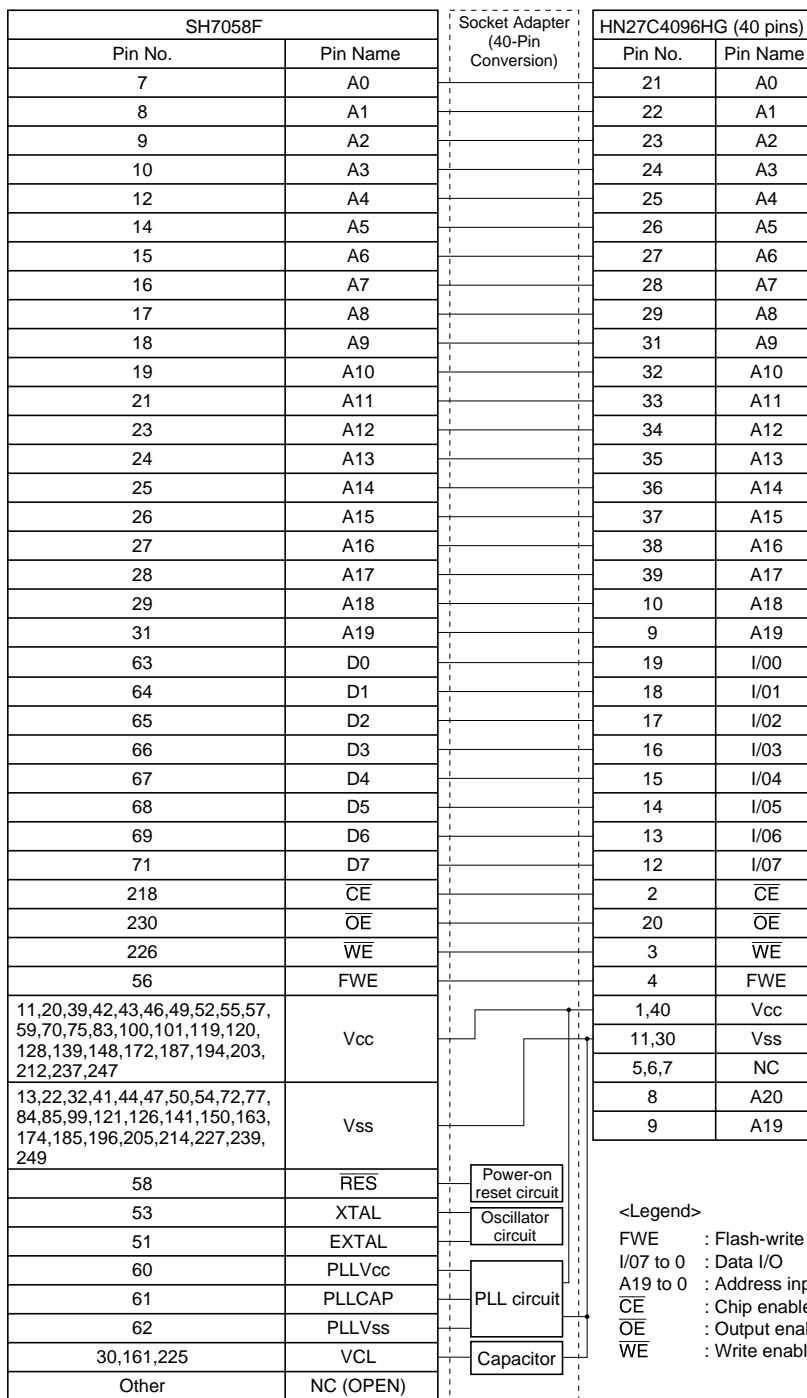 SH7058F
Socket Adapter
(40-Pin
Conversion)
HN27C4096HG (40 pins)
Pin No. Pin Name Pin No. Pin Name
7 A0 21 A0
8 A1 22 A1
9 A2 23 A2
10 A3 24 A3
12 A4 25 A4
14 A5 26 A5
15 A6 27 A6
16 A7 28 A7
17 A8 29 A8
18 A9 31 A9
19 A10 32 A10
21 A11 33 A11
23 A12 34 A12
24 A13 35 A13
25 A14 36 A14
26 A15 37 A15
27 A16 38 A16
28 A17 39 A17
29 A18 10 A18
31 A19 9 A19
63 D0 19 I/00
64 D1 18 I/01
65 D2 17 I/02
66 D3 16 I/03
67 D4 15 I/04
68 D5 14 I/05
69 D6 13 I/06
71 D7 12 I/07
218 C̅E̅ 2 C̅E̅
230 O̅E̅ 20 O̅E̅
226 W̅E̅ 3 W̅E̅
56 FWE 4 FWE
11,20,39,42,43,46,49,52,55,57,
59,70,75,83,100,101,119,120,
128,139,148,172,187,194,203,
212,237,247
Vcc
1,40 Vcc
11,30 Vss
5,6,7 NC
8 A20
9 A19
13,22,32,41,44,47,50,54,72,77,
84,85,99,121,126,141,150,163,
174,185,196,205,214,227,239,
249
Vss
58 R̅E̅S̅
Power-on
reset circuit
53 XTAL
51 EXTAL
Oscillator
circuit
60 PLLVcc
61 PLLCAP
62 PLLVss
PLL circuit
30,161,225 VCL
Capacitor
Other NC (OPEN)
<Legend>
FWE : Flash-write
I/07 to 0 : Data I/O
A19 to 0 : Address
C̅E̅ : Chip
O̅E̅ : Output
W̅E̅ : Write